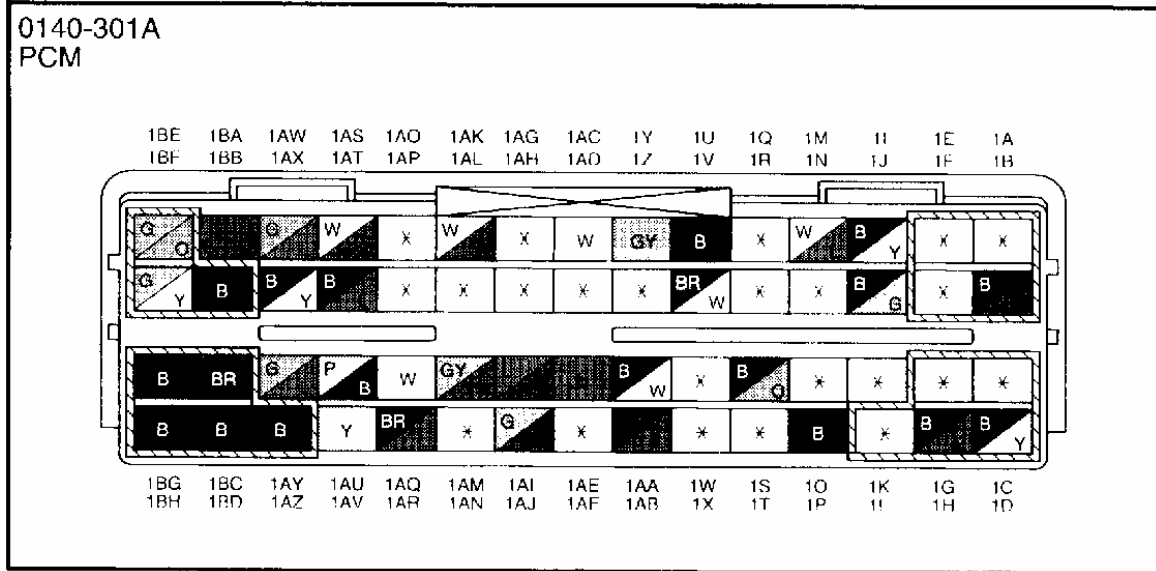 0140-301A
PCM
1BE 1BA 1AW 1AS 1AO 1AK 1AG 1AC 1Y 1U 1Q 1M 1I 1E 1A
1BF 1BB 1AX 1AT 1AP 1AL 1AH 1AD 1Z 1V 1R 1N 1J 1F 1B
G O G W * W * W GY B * W B Y * *
G Y B B Y B * * * * * BR W * * B G * B
B BR G P B W GY B W * B O * * * *
B B B Y BR * G * * * B * B B Y
1BG 1BC 1AY 1AU 1AQ 1AM 1AI 1AE 1AA 1W 1S 1O 1K 1G 1C
1BH 1BD 1AZ 1AV 1AR 1AN 1AJ 1AF 1AB 1X 1T 1P 1L 1H 1D